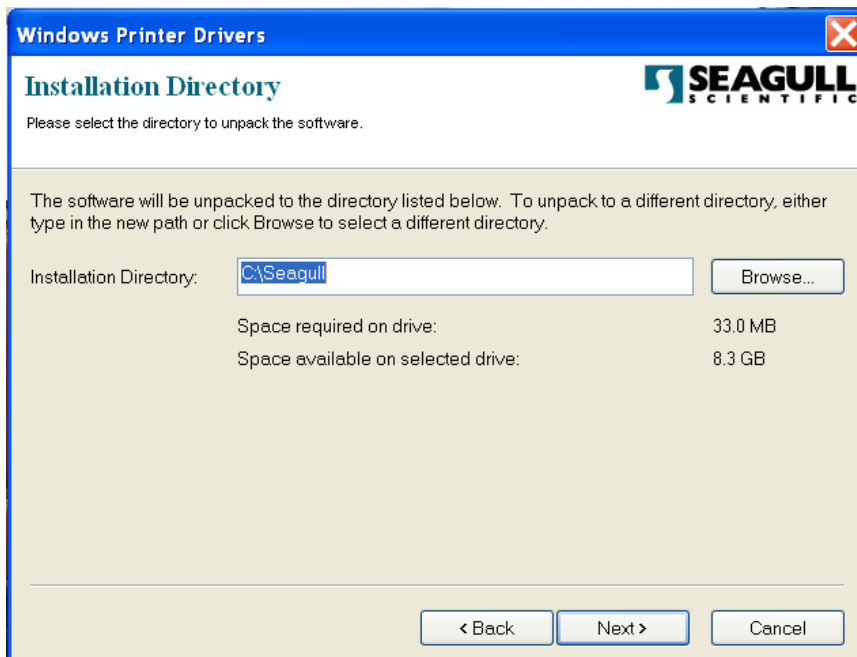 Windows Printer Drivers
Installation Directory
SEAGULL
SCIENTIFIC
Please select the directory to unpack the software.
The software will be unpacked to the directory listed below. To unpack to a different directory, either
type in the new path or click Browse to select a different directory.
Installation Directory: C:\Seagull Browse...
Space required on drive: 33.0 MB
Space available on selected drive: 8.3 GB
< Back Next > Cancel